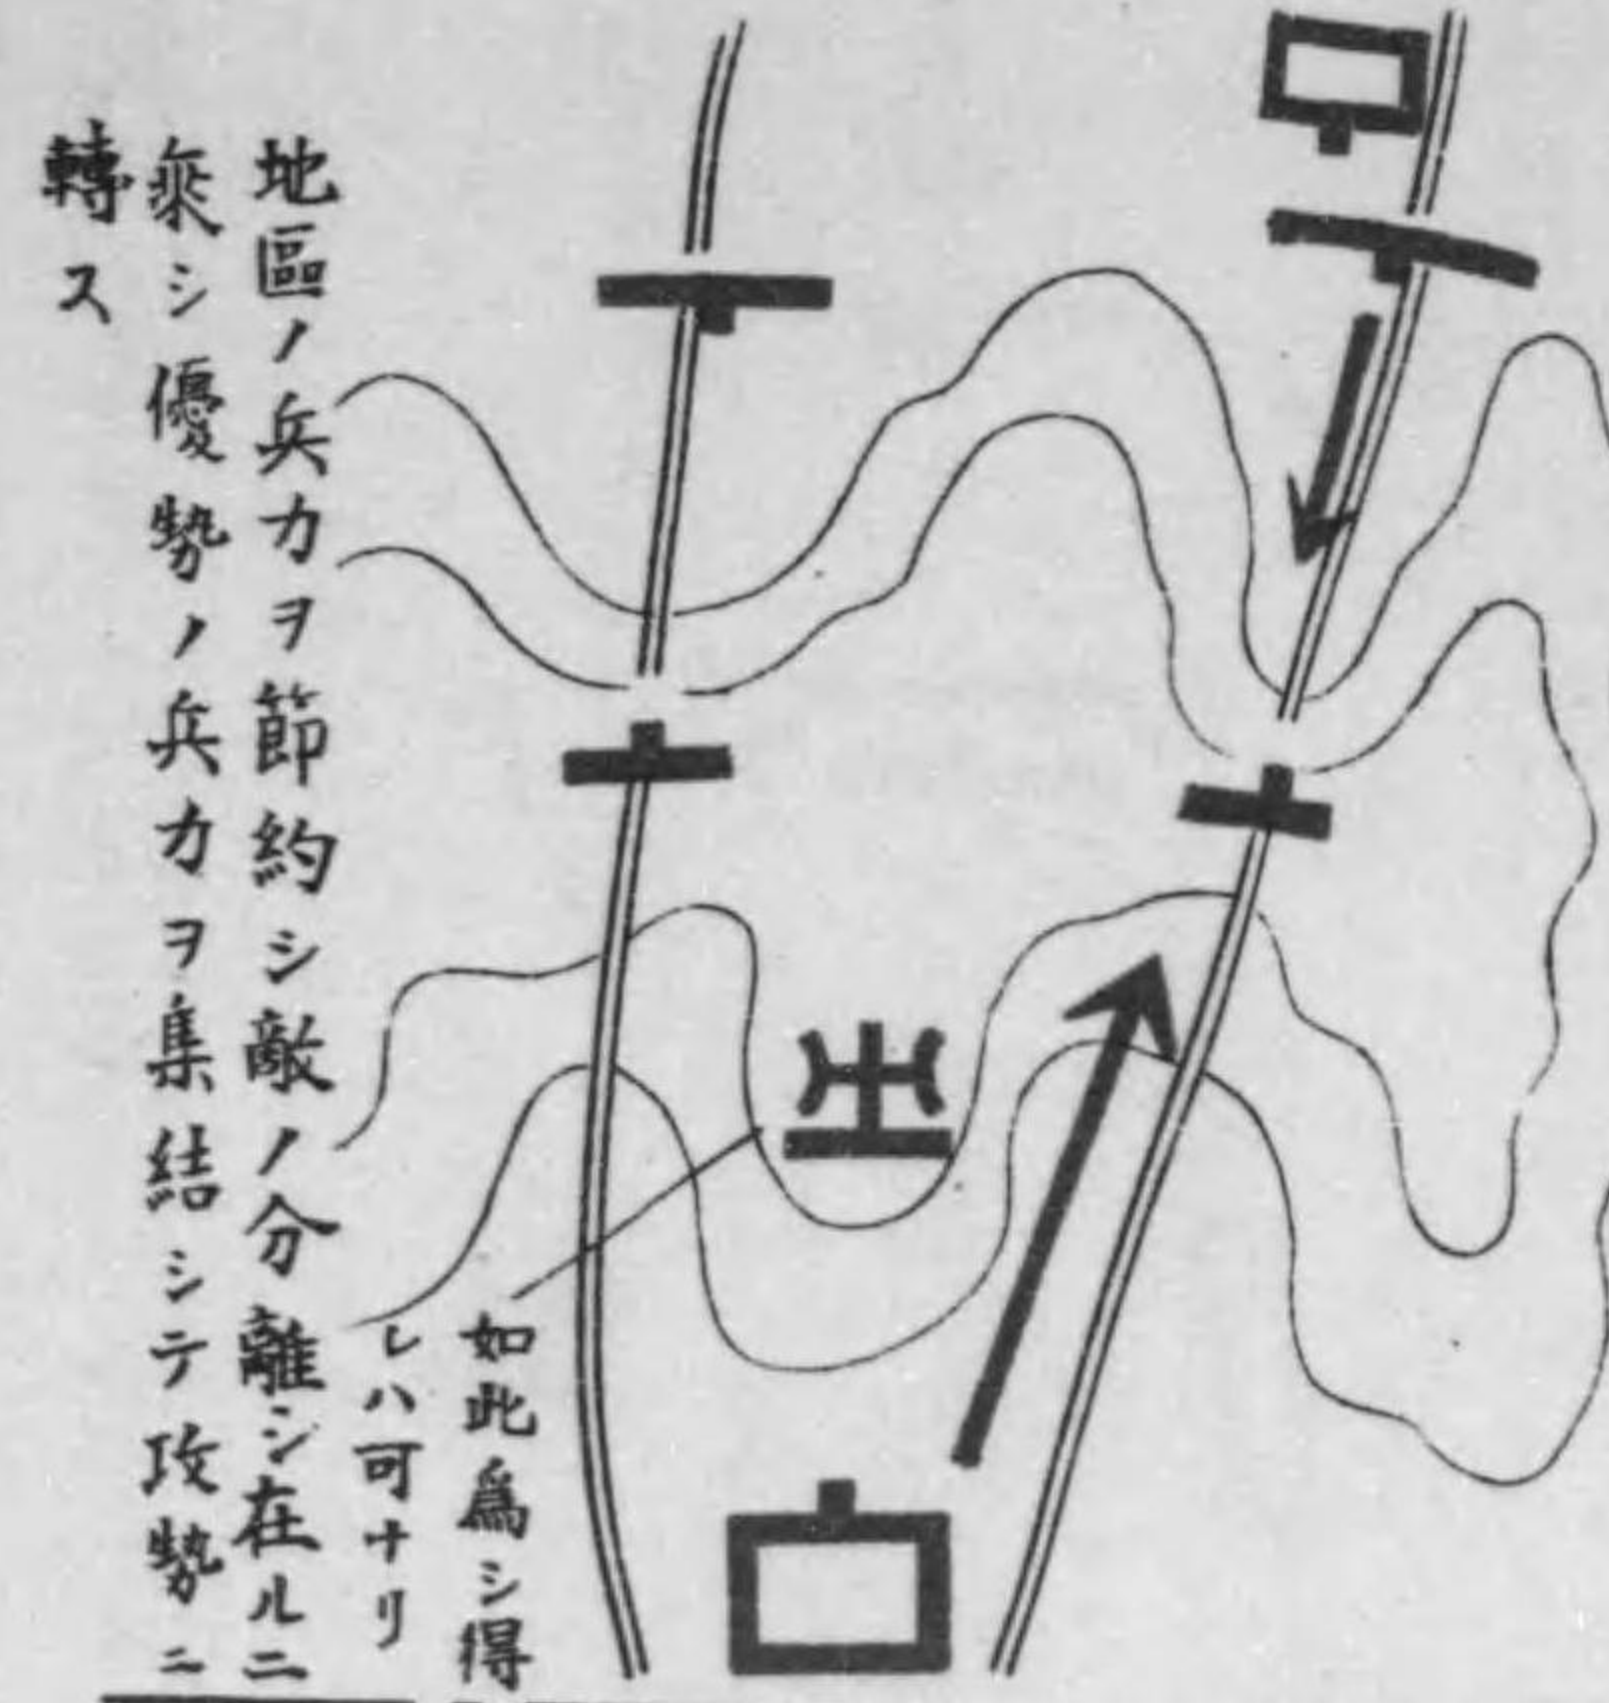 如此爲シ得
レハ可ナリ
地區ノ兵力ヲ節約シ敵ノ分離シ在ルニ
乘シ優勢ノ兵力ヲ集結シテ攻勢ニ
轉ス